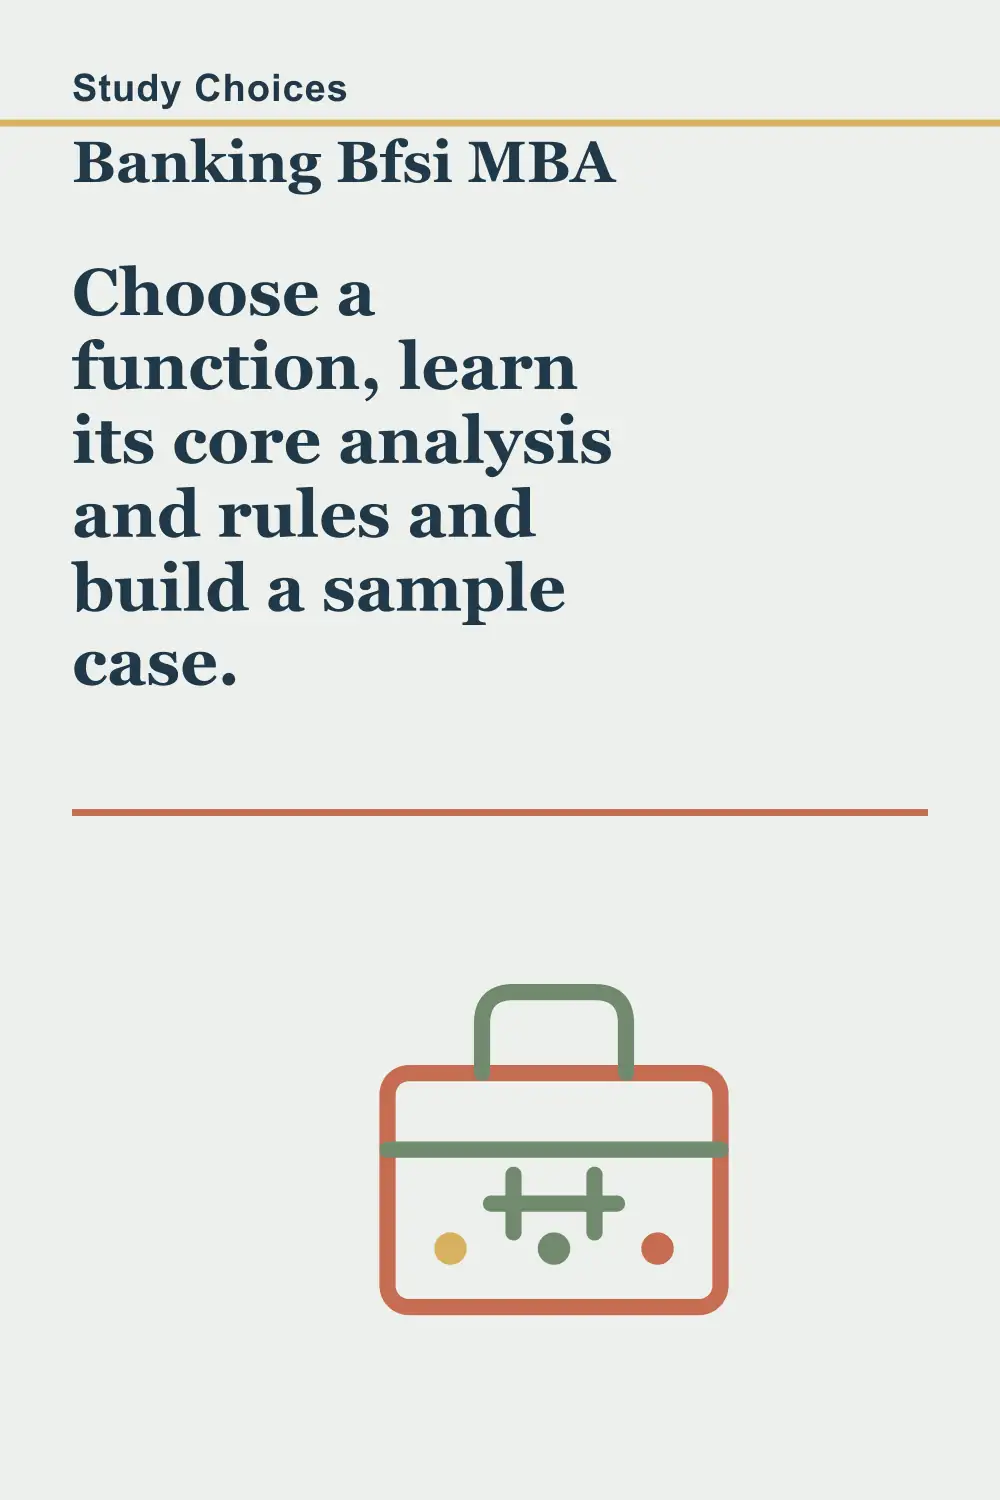 Study Choices
Banking Bfsi MBA
Choose a
function, learn
its core analysis
and rules and
build a sample
case.